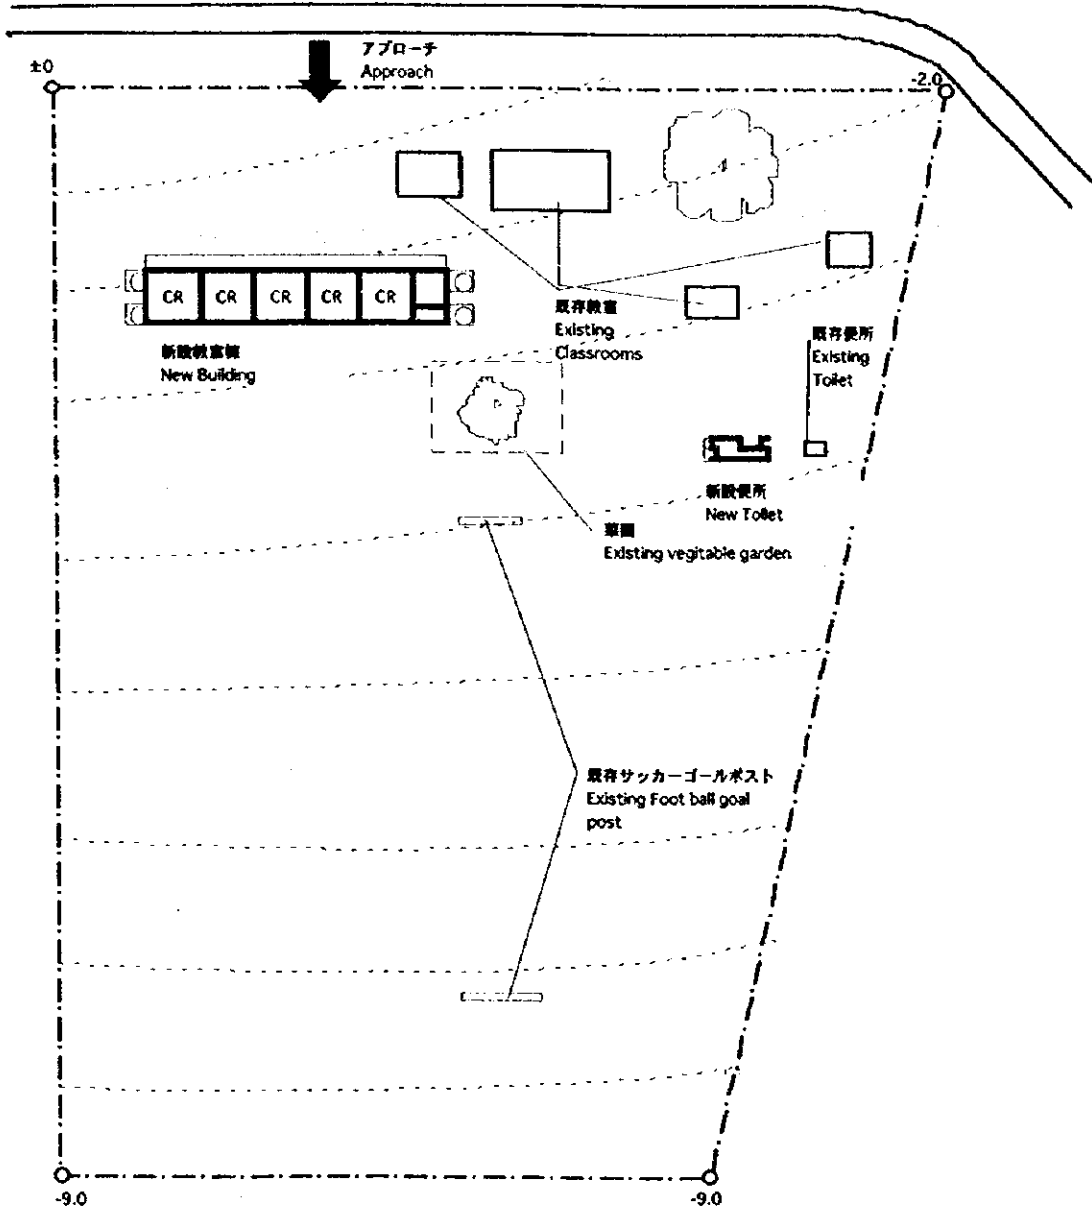 アプローチ
Approach
±0
-2.0
CR CR CR CR CR
新設教室棟
New Building
既存教室
Existing
Classrooms
既存便所
Existing
Toilet
新設便所
New Toilet
菜園
Existing vegitable garden
既存サッカーゴールポスト
Existing Foot ball goal
post
-9.0
-9.0